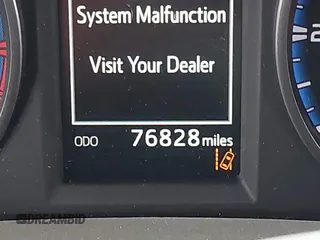 System Malfunction
Visit Your Dealer
ODO 76828 miles
DREAMBID